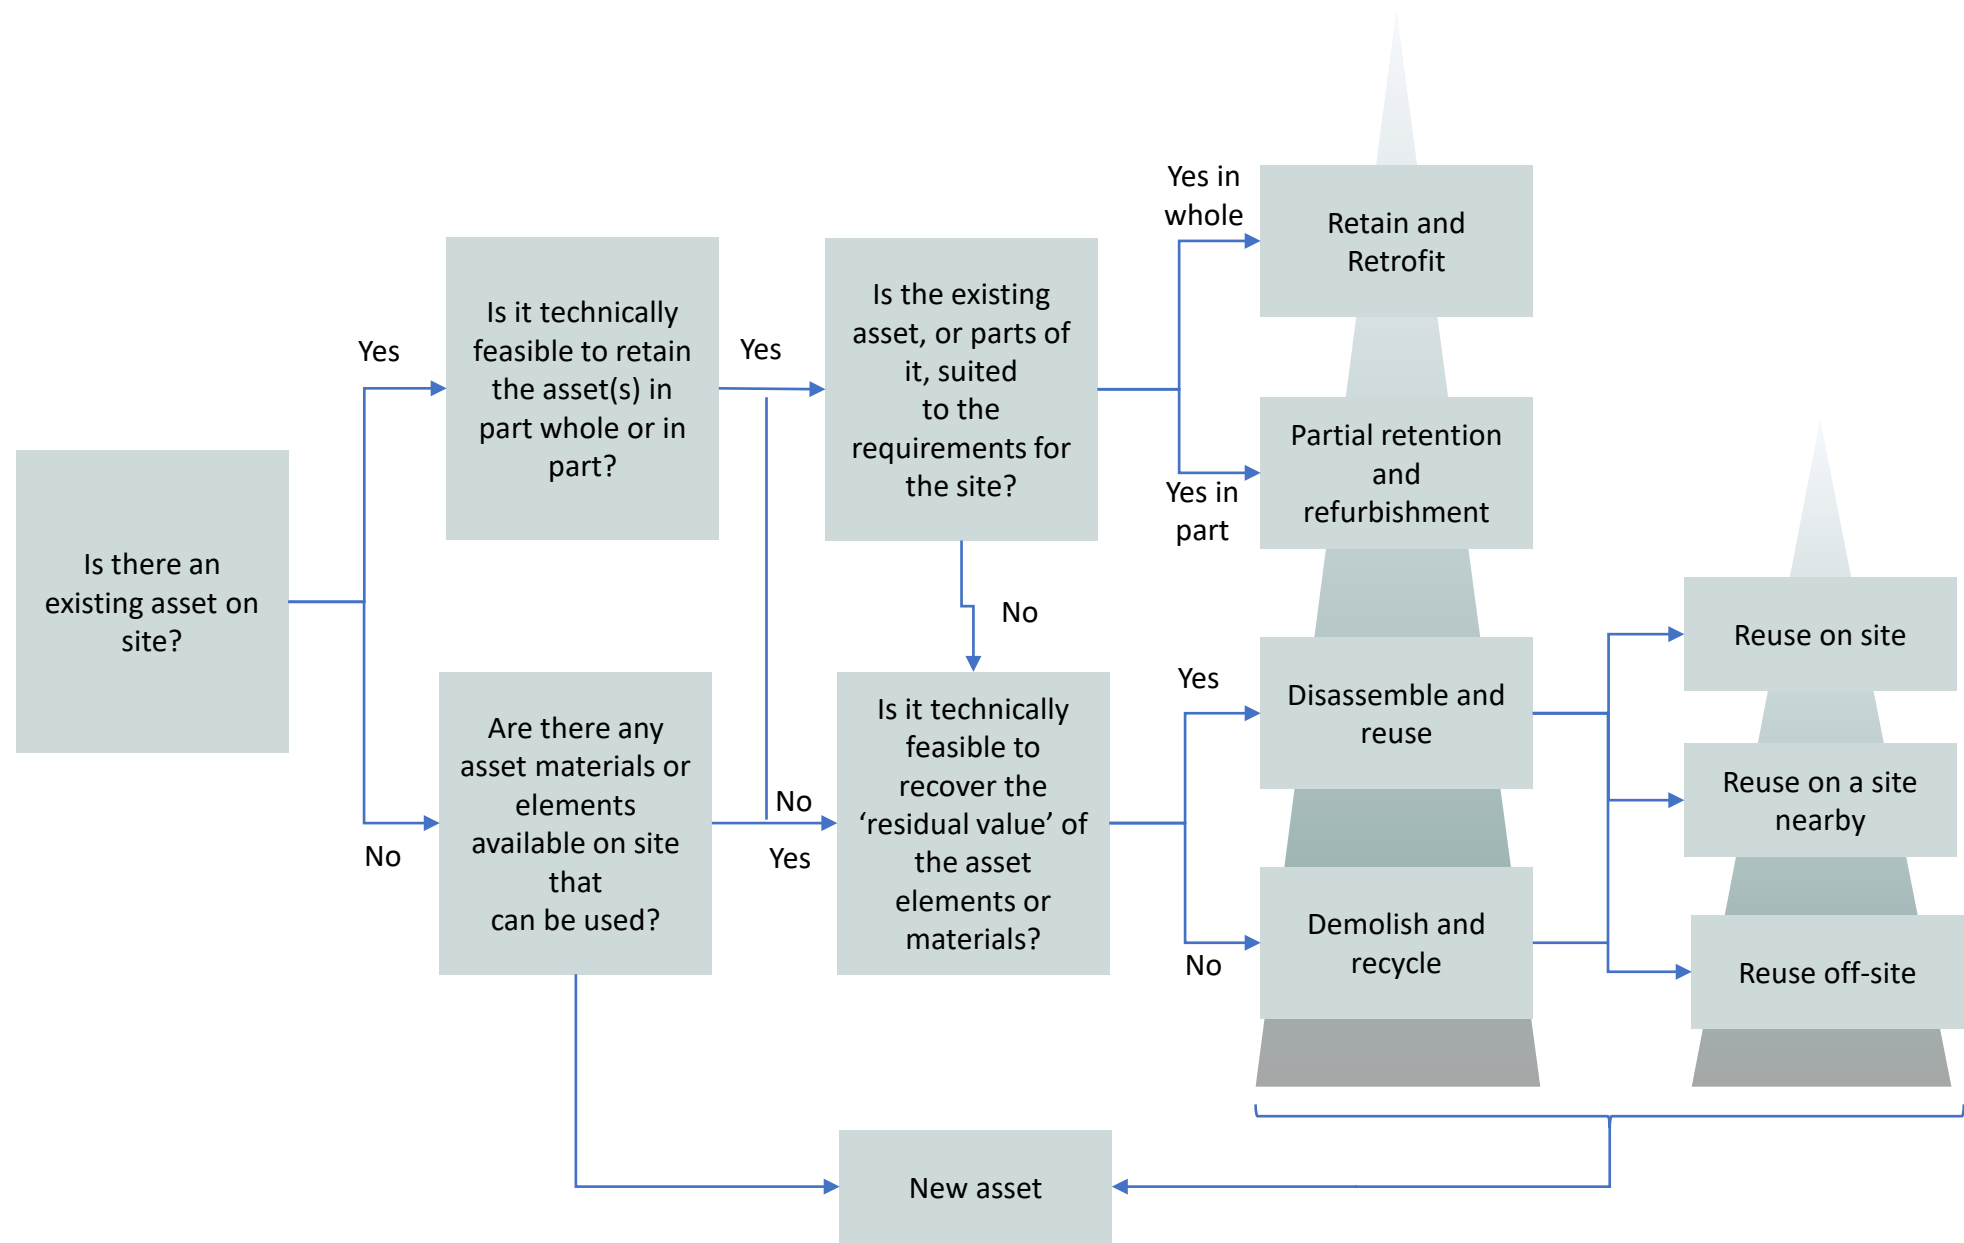 Is there an
existing asset on
site?
Yes
No
Is it technically
feasible to retain
the asset(s) in
part whole or in
part?
Are there any
asset materials or
elements
available on site
that
can be used?
Yes
No
Yes
Is the existing
asset, or parts of
it, suited
to the
requirements for
the site?
No
Is it technically
feasible to
recover the
‘residual value’ of
the asset
elements or
materials?
Yes in
whole
Yes in
part
Yes
No
Retain and
Retrofit
Partial retention
and
refurbishment
Disassemble and
reuse
Demolish and
recycle
Reuse on site
Reuse on a site
nearby
Reuse off-site
New asset